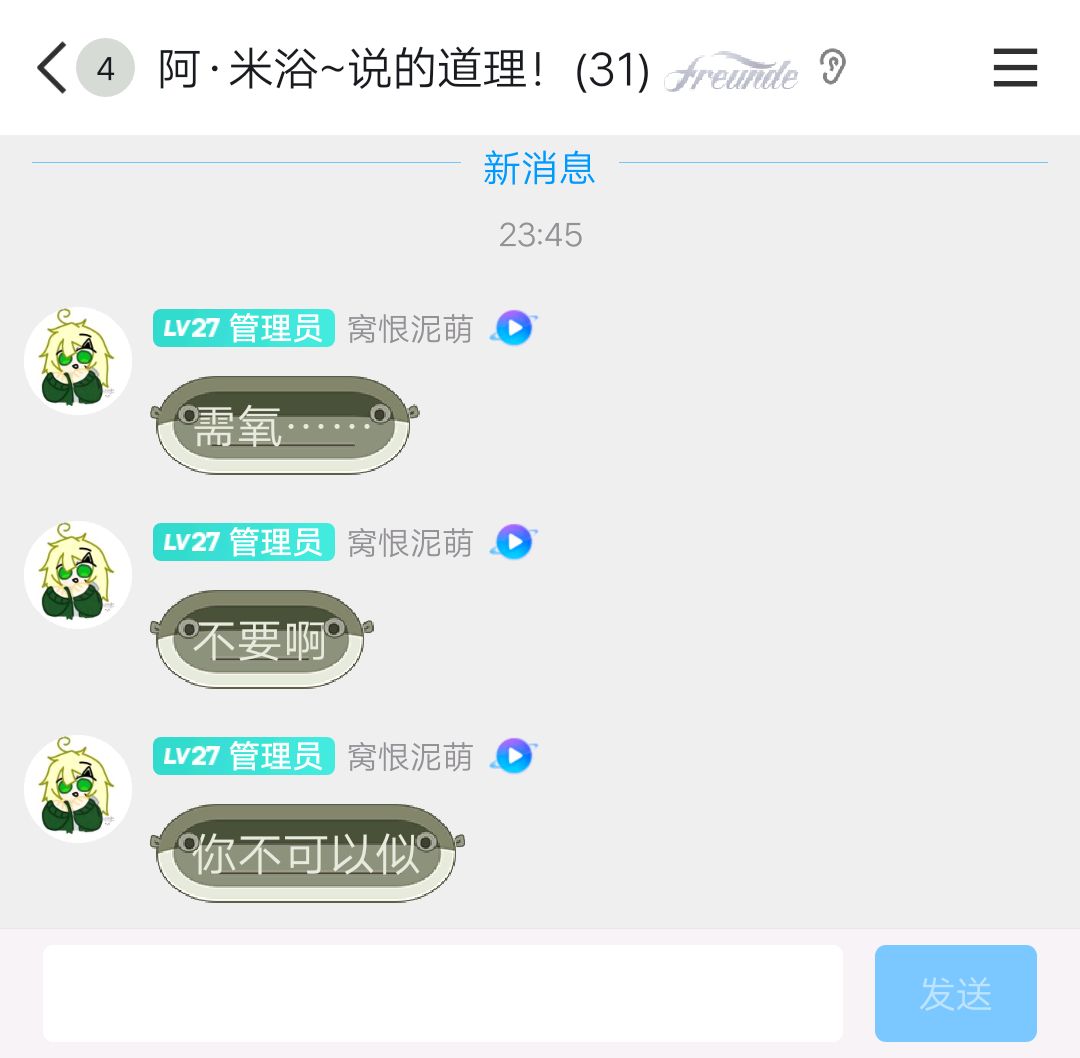 4 阿·米浴~说的道理！(31) Freunde
新消息
23:45
LV27 管理员 窝恨泥萌
需氧……
LV27 管理员 窝恨泥萌
不要啊
LV27 管理员 窝恨泥萌
你不可以似
发送